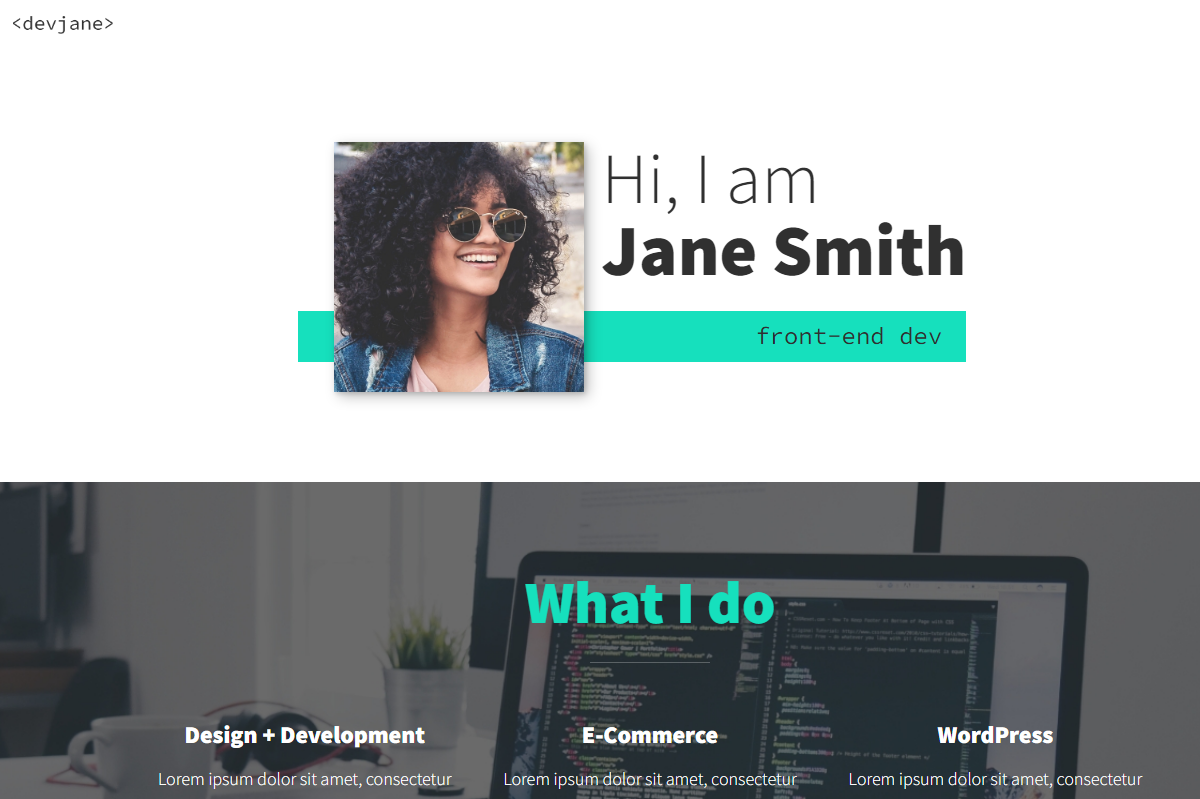 <devjane>
Hi, I am
Jane Smith
front-end dev
What I do
Design + Development
E-Commerce
WordPress
Lorem ipsum dolor sit amet, consectetur
Lorem ipsum dolor sit amet, consectetur
Lorem ipsum dolor sit amet, consectetur